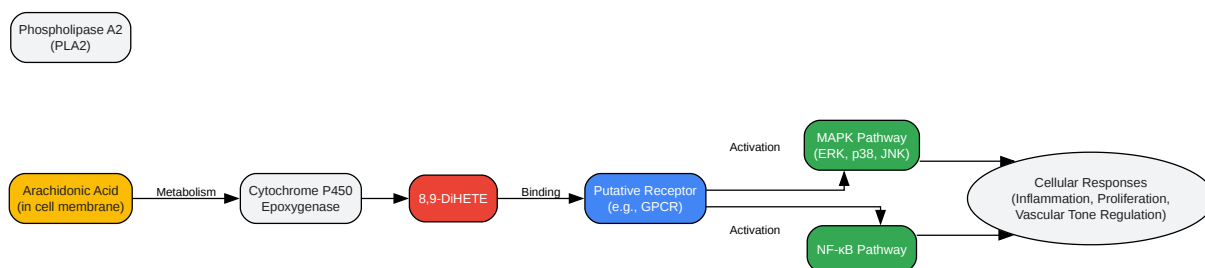 Phospholipase A2
(PLA2)
Arachidonic Acid
(in cell membrane)
Metabolism
Cytochrome P450
Epoxygenase
8,9-DiHETE
Binding
Putative Receptor
(e.g., GPCR)
Activation
MAPK Pathway
(ERK, p38, JNK)
Activation
NF-κB Pathway
Cellular Responses
(Inflammation, Proliferation,
Vascular Tone Regulation)